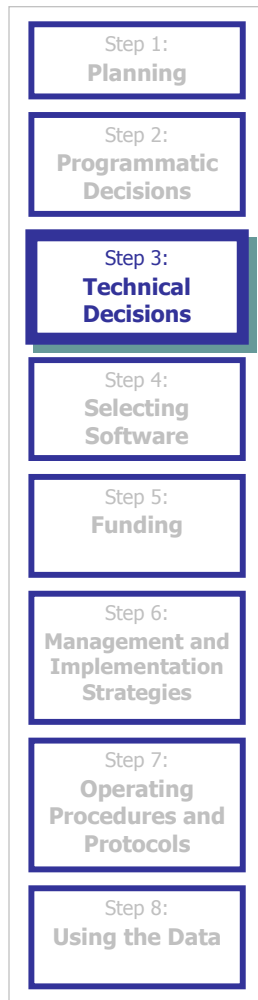 Step 1:
Planning
Step 2:
Programmatic
Decisions
Step 3:
Technical
Decisions
Step 4:
Selecting
Software
Step 5:
Funding
Step 6:
Management and
Implementation
Strategies
Step 7:
Operating
Procedures and
Protocols
Step 8:
Using the Data